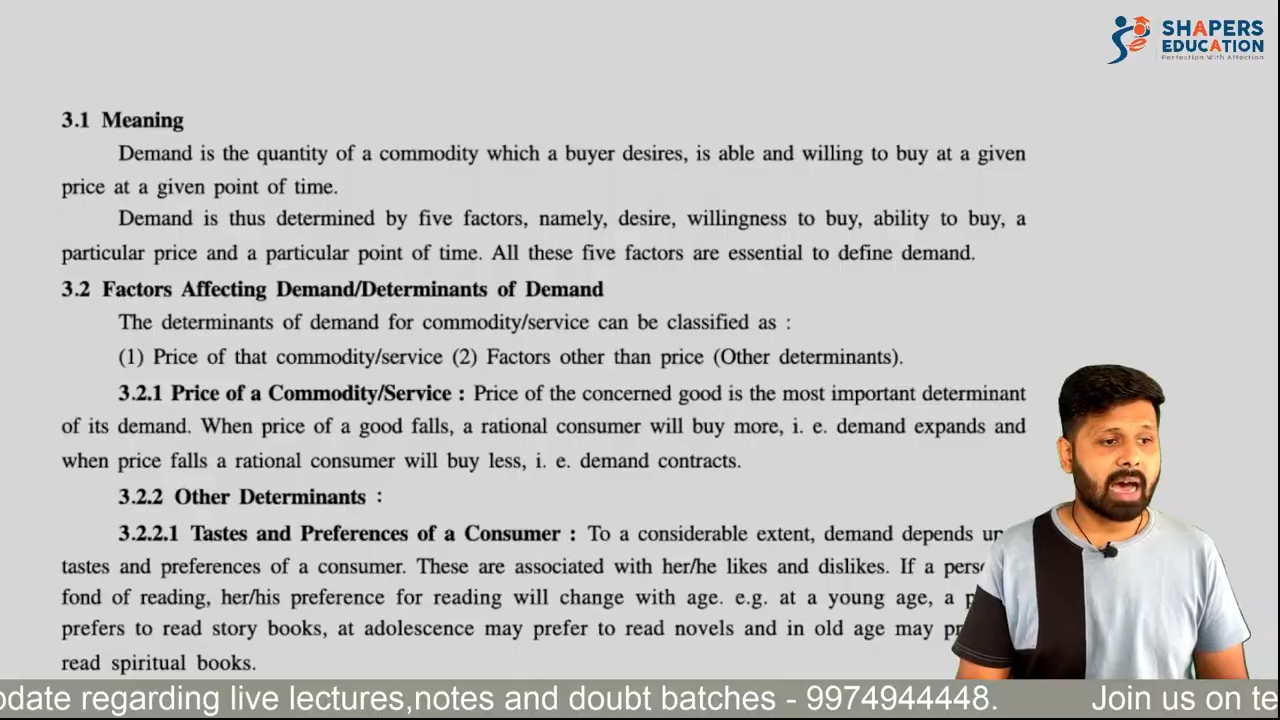 SHAPERS
EDUCATION
Perfection With Affection
3.1 Meaning
Demand is the quantity of a commodity which a buyer desires, is able and willing to buy at a given
price at a given point of time.
Demand is thus determined by five factors, namely, desire, willingness to buy, ability to buy, a
particular price and a particular point of time. All these five factors are essential to define demand.
3.2 Factors Affecting Demand/Determinants of Demand
The determinants of demand for commodity/service can be classified as :
(1) Price of that commodity/service (2) Factors other than price (Other determinants).
3.2.1 Price of a Commodity/Service : Price of the concerned good is the most important determinant
of its demand. When price of a good falls, a rational consumer will buy more, i. e. demand expands and
when price falls a rational consumer will buy less, i. e. demand contracts.
3.2.2 Other Determinants :
3.2.2.1 Tastes and Preferences of a Consumer : To a considerable extent, demand depends
tastes and preferences of a consumer. These are associated with her/he likes and dislikes. If a
fond of reading, her/his preference for reading will change with age. e.g. at a young age, a
prefers to read story books, at adolescence may prefer to read novels and in old age may
read spiritual books.
regarding live lectures,notes and doubt batches - 9974944448. Join us on